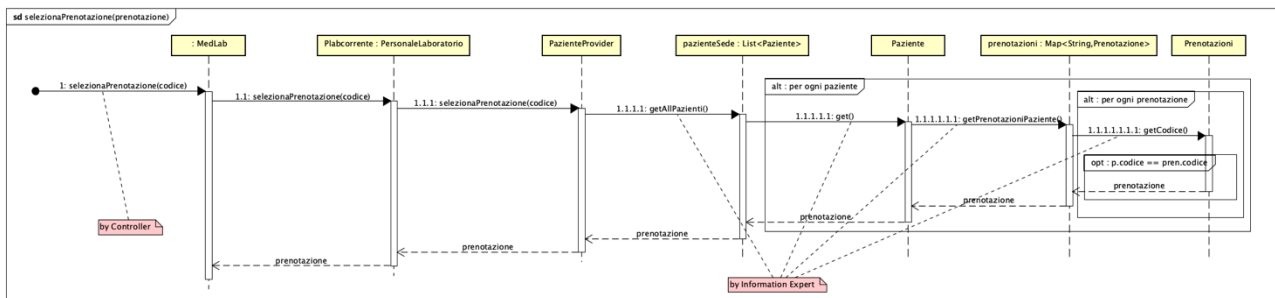 sd selezionaPrenotazione(prenotazione)
: MedLab
Plabcorrente : PersonaleLaboratorio
PazienteProvider
pazienteSede : List<Paziente>
Paziente
prenotazioni : Map<String,Prenotazione>
Prenotazioni
alt : per ogni paziente
alt : per ogni prenotazione
1: selezionaPrenotazione(codice)
1.1: selezionaPrenotazione(codice)
1.1.1: selezionaPrenotazione(codice)
1.1.1.1: getAllPazienti()
1.1.1.1.1: get()
1.1.1.1.1.1: getPrenotazioniPaziente()
1.1.1.1.1.1.1: getCodice()
opt : p.codice == pren.codice
prenotazione
prenotazione
prenotazione
prenotazione
prenotazione
prenotazione
by Controller
by Information Expert